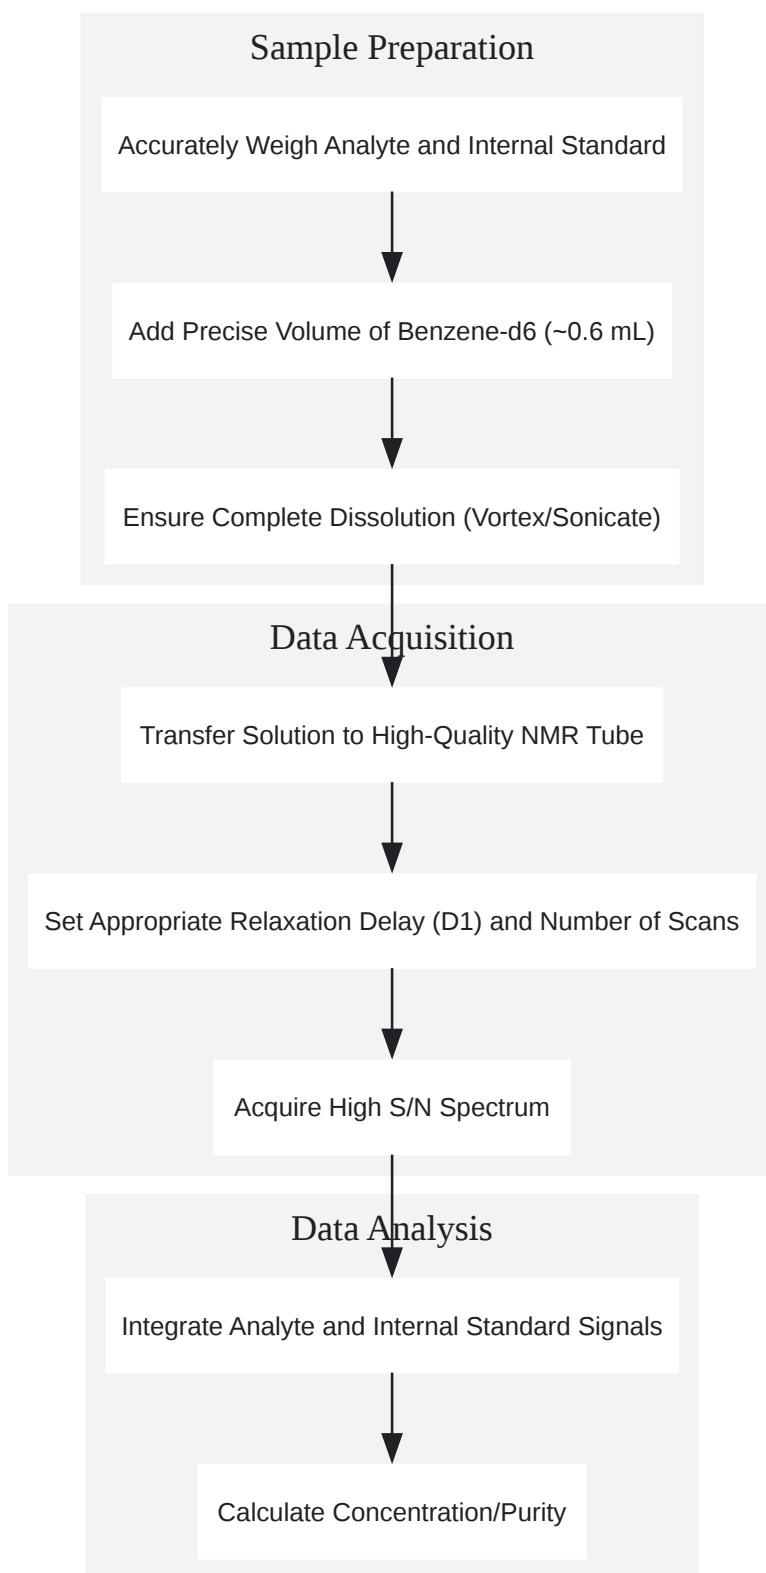 Sample Preparation
Accurately Weigh Analyte and Internal Standard
Add Precise Volume of Benzene-d6 (~0.6 mL)
Ensure Complete Dissolution (Vortex/Sonicate)
Data Acquisition
Transfer Solution to High-Quality NMR Tube
Set Appropriate Relaxation Delay (D1) and Number of Scans
Acquire High S/N Spectrum
Data Analysis
Integrate Analyte and Internal Standard Signals
Calculate Concentration/Purity